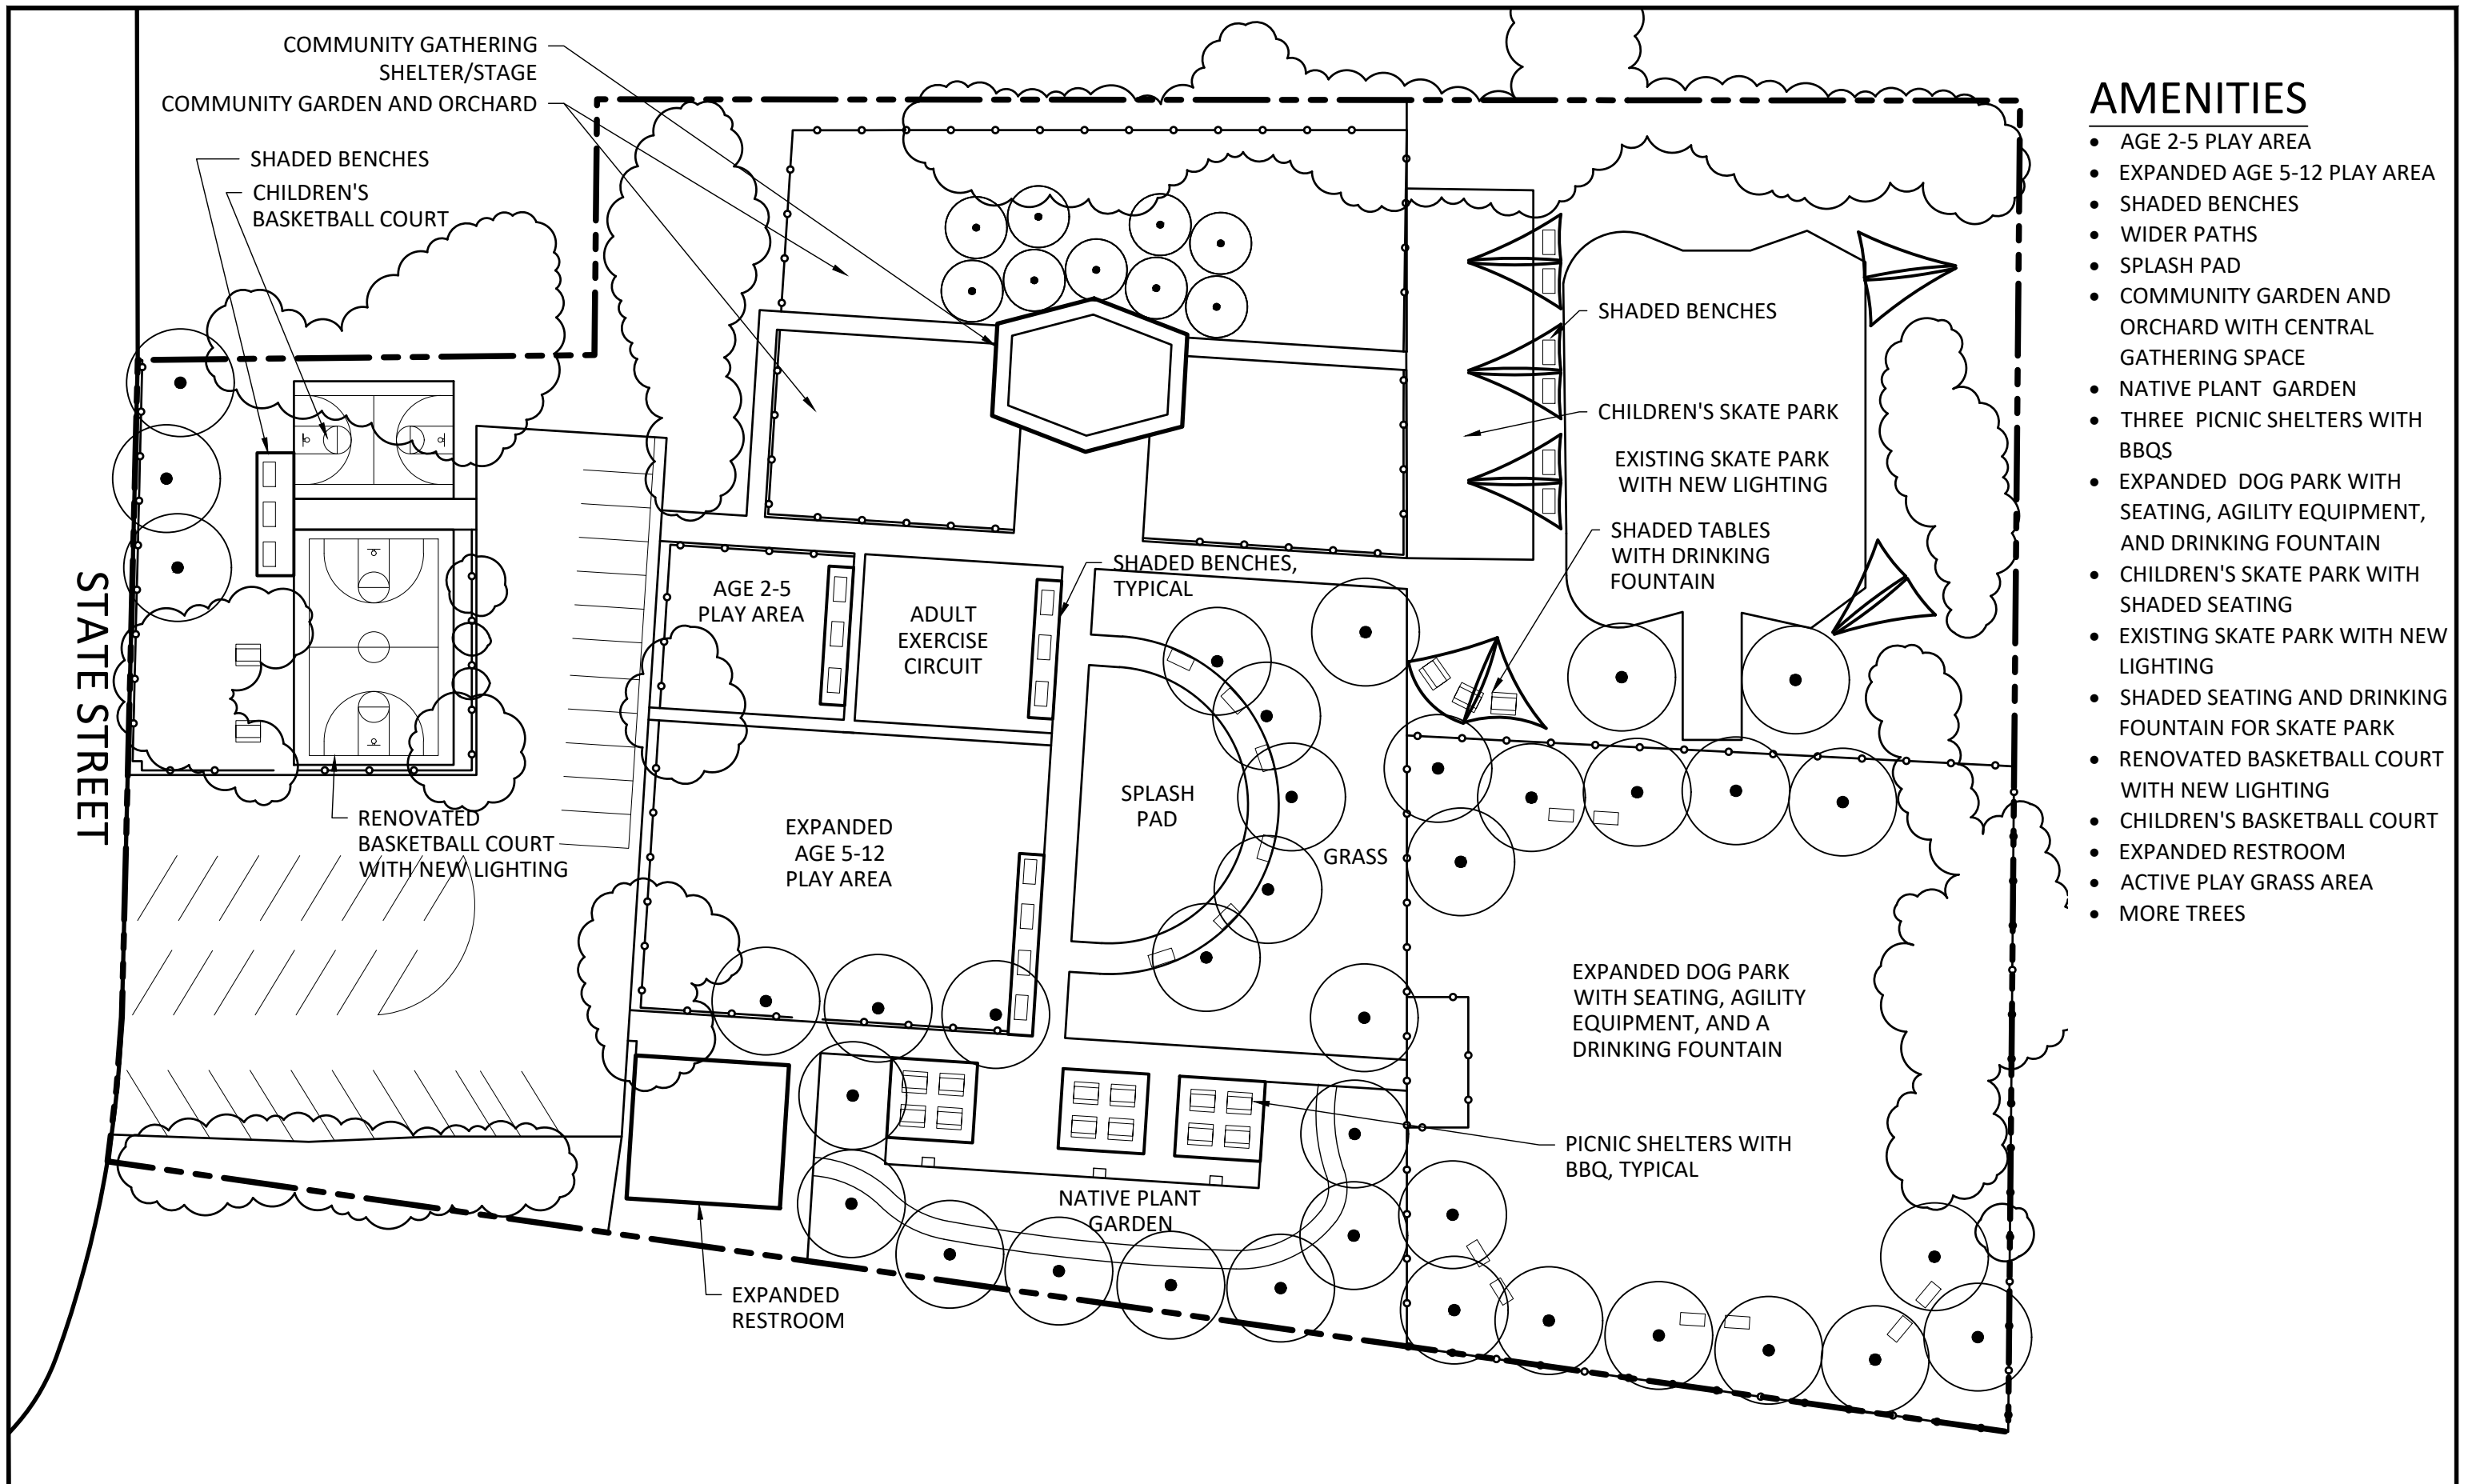 COMMUNITY GATHERING
SHELTER/STAGE
COMMUNITY GARDEN AND ORCHARD
SHADED BENCHES
CHILDREN'S
BASKETBALL COURT
STATE STREET
RENOVATED
BASKETBALL COURT
WITH NEW LIGHTING
AGE 2-5
PLAY AREA
ADULT
EXERCISE
CIRCUIT
SHADED BENCHES,
TYPICAL
EXPANDED
AGE 5-12
PLAY AREA
SPLASH
PAD
GRASS
SHADED BENCHES
CHILDREN'S SKATE PARK
EXISTING SKATE PARK
WITH NEW LIGHTING
SHADED TABLES
WITH DRINKING
FOUNTAIN
EXPANDED DOG PARK
WITH SEATING, AGILITY
EQUIPMENT, AND A
DRINKING FOUNTAIN
PICNIC SHELTERS WITH
BBQ, TYPICAL
NATIVE PLANT
GARDEN
EXPANDED
RESTROOM
AMENITIES
• AGE 2-5 PLAY AREA
• EXPANDED AGE 5-12 PLAY AREA
• SHADED BENCHES
• WIDER PATHS
• SPLASH PAD
• COMMUNITY GARDEN AND
ORCHARD WITH CENTRAL
GATHERING SPACE
• NATIVE PLANT GARDEN
• THREE PICNIC SHELTERS WITH
BBQS
• EXPANDED DOG PARK WITH
SEATING, AGILITY EQUIPMENT,
AND DRINKING FOUNTAIN
• CHILDREN'S SKATE PARK WITH
SHADED SEATING
• EXISTING SKATE PARK WITH NEW
LIGHTING
• SHADED SEATING AND DRINKING
FOUNTAIN FOR SKATE PARK
• RENOVATED BASKETBALL COURT
WITH NEW LIGHTING
• CHILDREN'S BASKETBALL COURT
• EXPANDED RESTROOM
• ACTIVE PLAY GRASS AREA
• MORE TREES